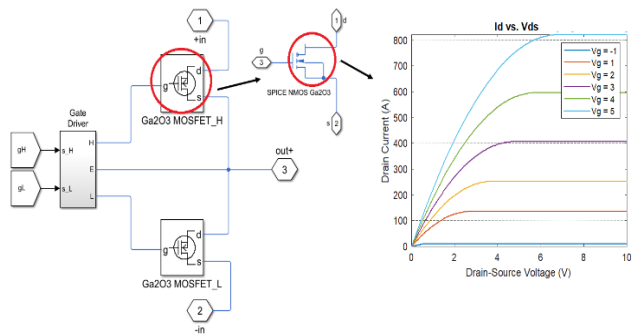 1
+in
g
d
s
Ga2O3 MOSFET_H
Gate
Driver
gH
s_H
H
E
gL
s_L
L
out+
3
g
d
s
Ga2O3 MOSFET_L
2
-in
1
d
g
3
SPICE NMOS Ga2O3
s
2
Id vs. Vds
Drain Current (A)
800
700
600
500
400
300
200
100
0
0
2
4
6
8
10
Drain-Source Voltage (V)
Vg = -1
Vg = 1
Vg = 2
Vg = 3
Vg = 4
Vg = 5